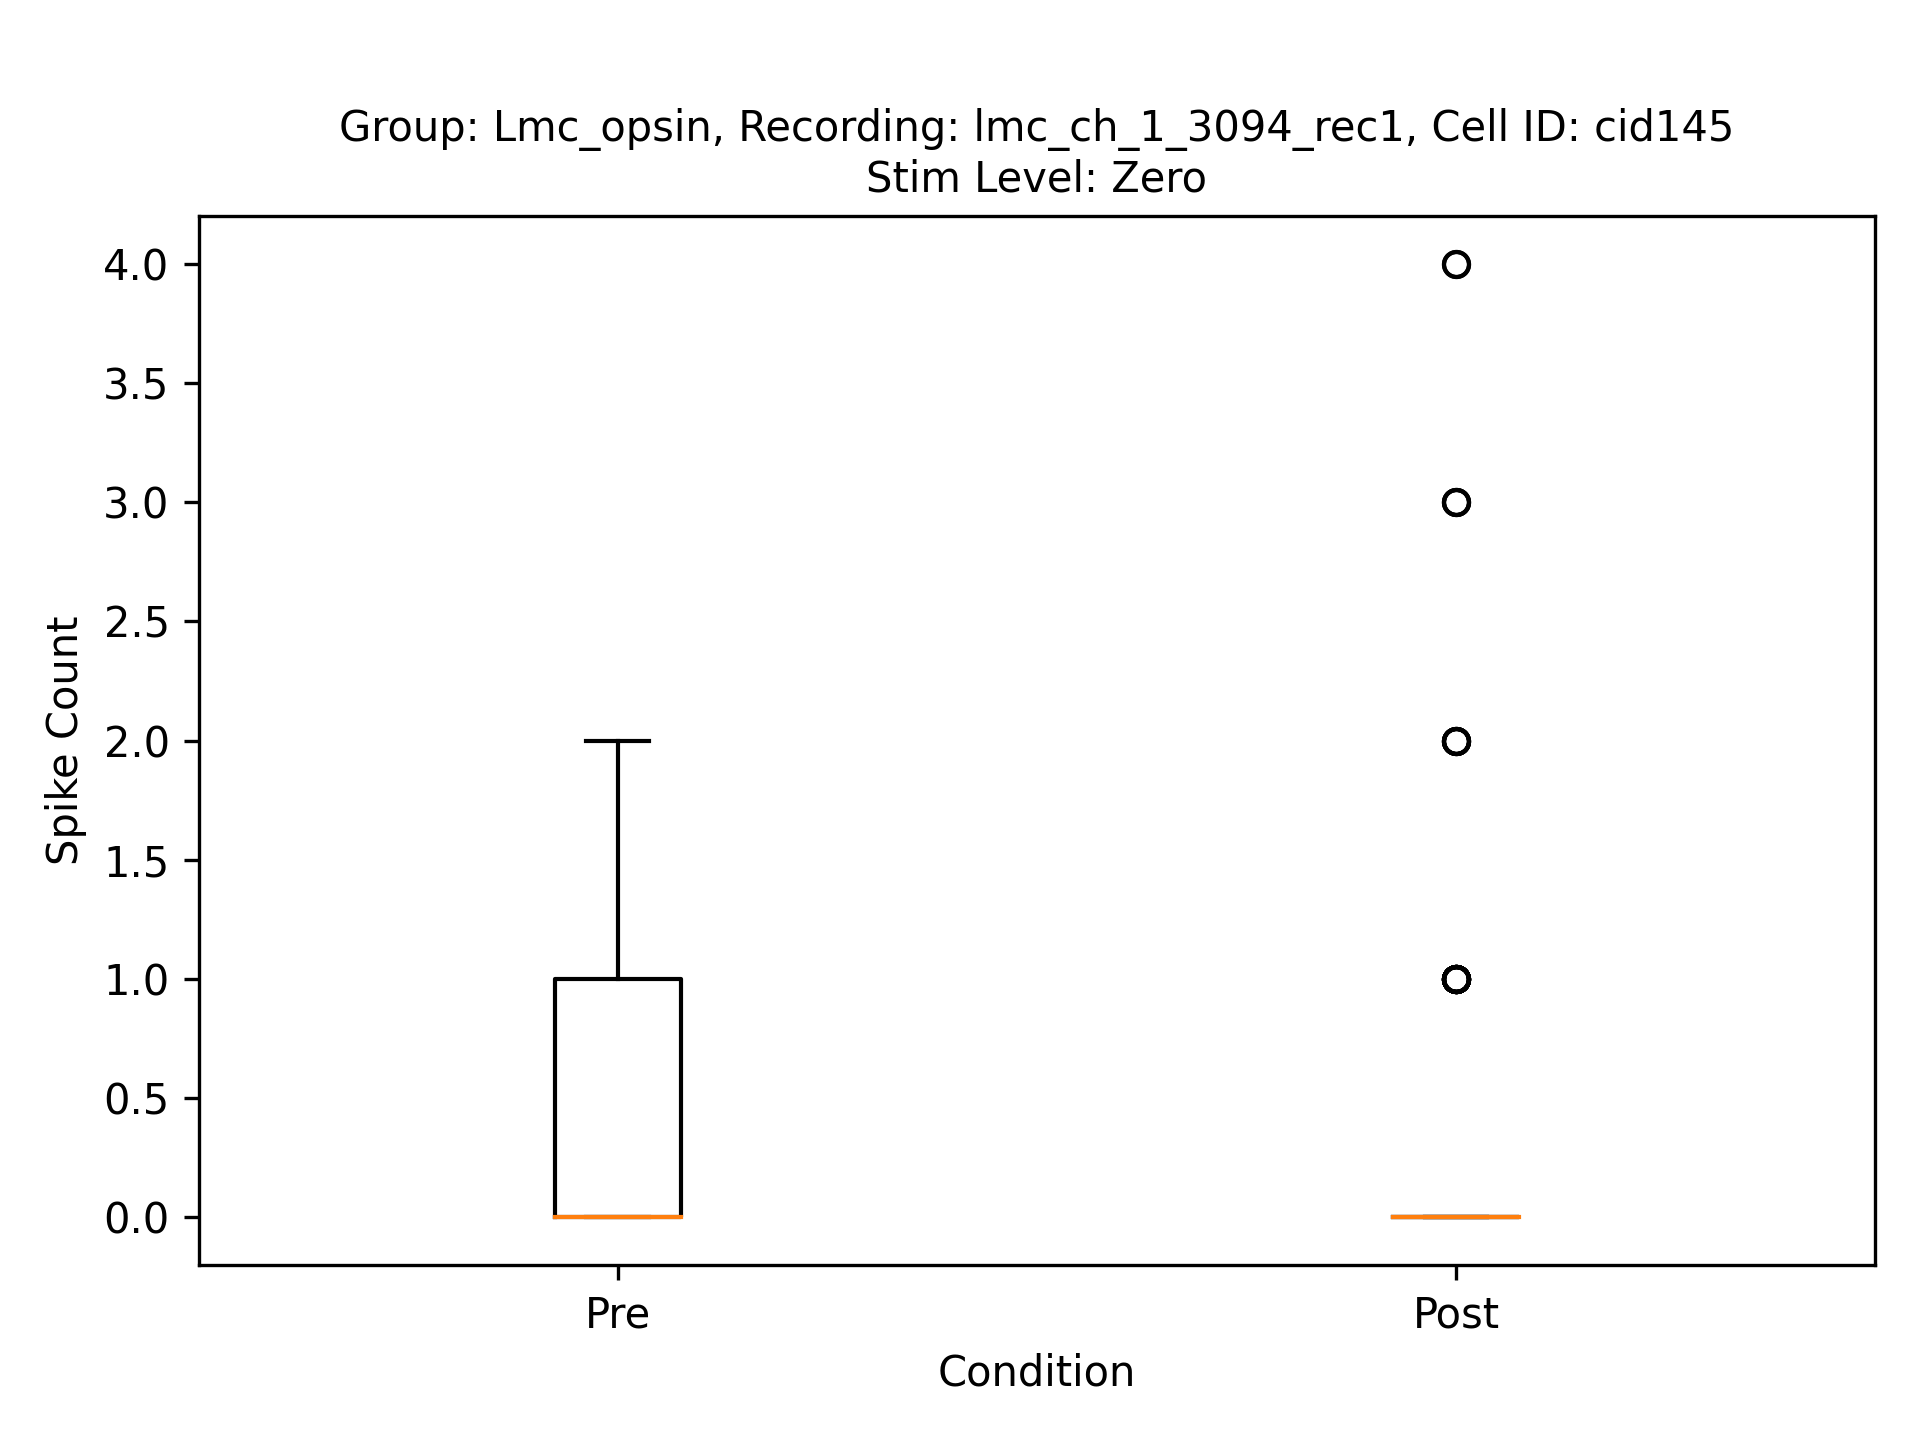 Group: Lmc_opsin, Recording: lmc_ch_1_3094_rec1, Cell ID: cid145
Stim Level: Zero
4.0
3.5
3.0
2.5
2.0
1.5
1.0
0.5
0.0
Spike Count
Pre
Post
Condition